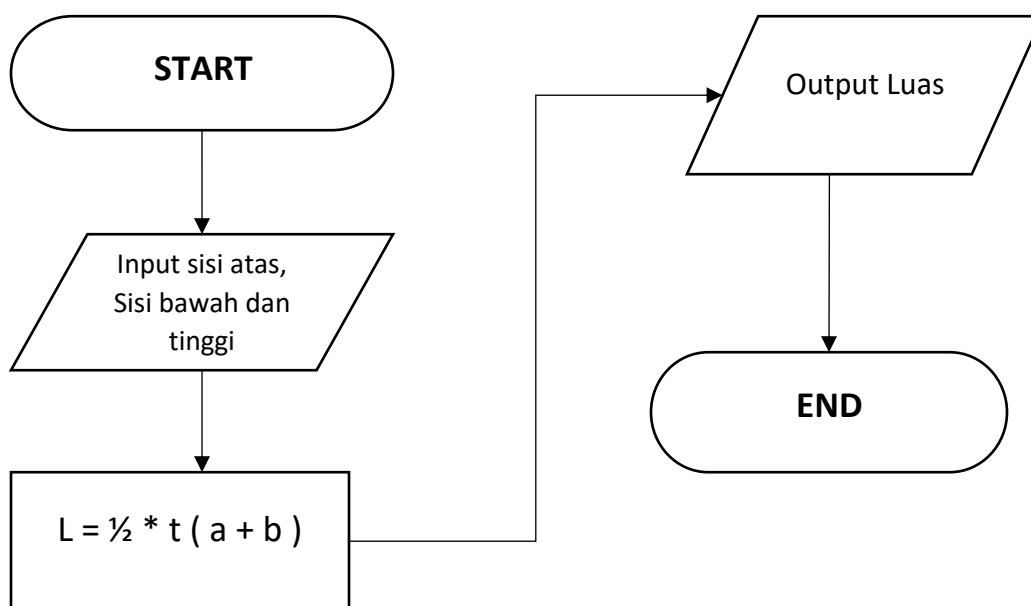 START
Input sisi atas,
Sisi bawah dan
tinggi
L = ½ * t ( a + b )
Output Luas
END